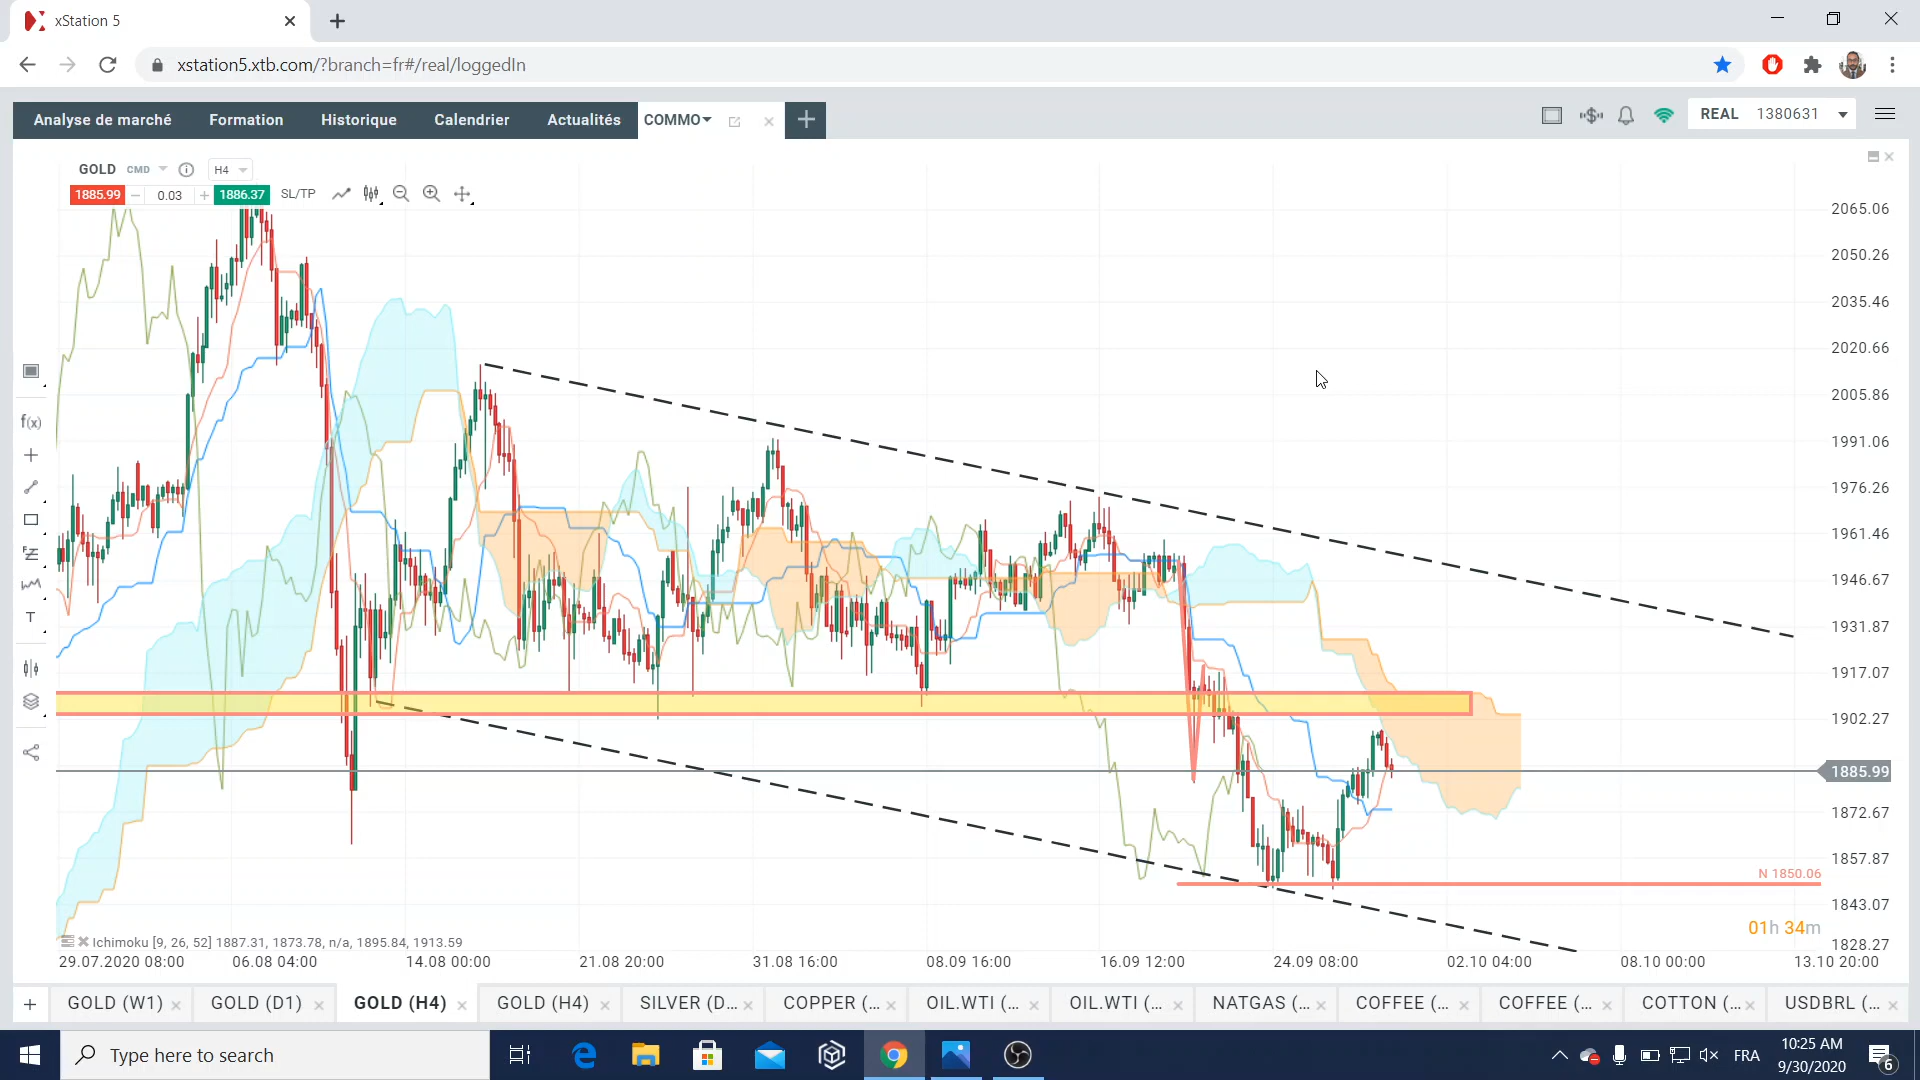 xStation 5
xstation5.xtb.com/?branch=fr#/real/loggedIn
Analyse de marché Formation Historique Calendrier Actualités COMMO REAL 1380631
GOLD CMD H4
1885.99 0.03 1886.37 SL/TP
2065.06
2050.26
2035.46
2020.66
2005.86
1991.06
1976.26
1961.46
1946.67
1931.87
1917.07
1902.27
1885.99
1872.67
1857.87
N 1850.06
1843.07
01h 34m
1828.27
f(x)
T
Ichimoku [9, 26, 52] 1887.31, 1873.78, n/a, 1895.84, 1913.59
29.07.2020 08:00 06.08 04:00 14.08 00:00 21.08 20:00 31.08 16:00 08.09 16:00 16.09 12:00 24.09 08:00 02.10 04:00 08.10 00:00 13.10 20:00
+ GOLD (W1) GOLD (D1) GOLD (H4) GOLD (H4) SILVER (D... COPPER (... OIL.WTI (... OIL.WTI (... NATGAS (... COFFEE (... COFFEE (... COTTON (... USDBRL (...
Type here to search FRA 10:25 AM
9/30/2020 6